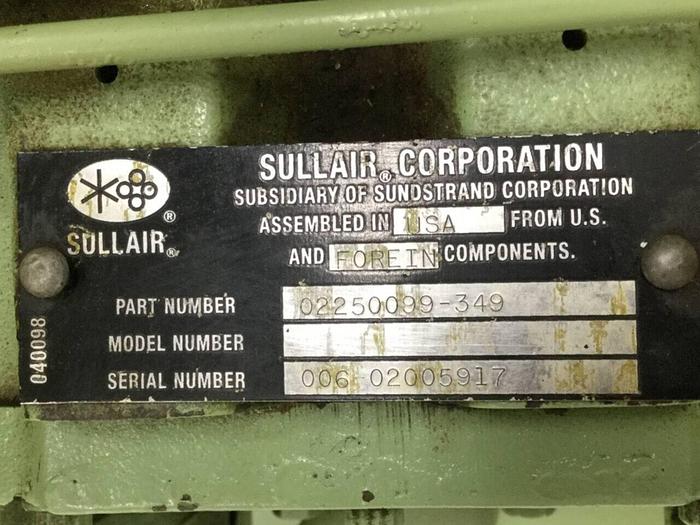 SULLAIR®
SULLAIR® CORPORATION
SUBSIDIARY OF SUNDSTRAND CORPORATION
ASSEMBLED IN USA FROM U.S.
AND FOREIN COMPONENTS.
PART NUMBER 02250099-349
MODEL NUMBER
SERIAL NUMBER 006 02005917
040098